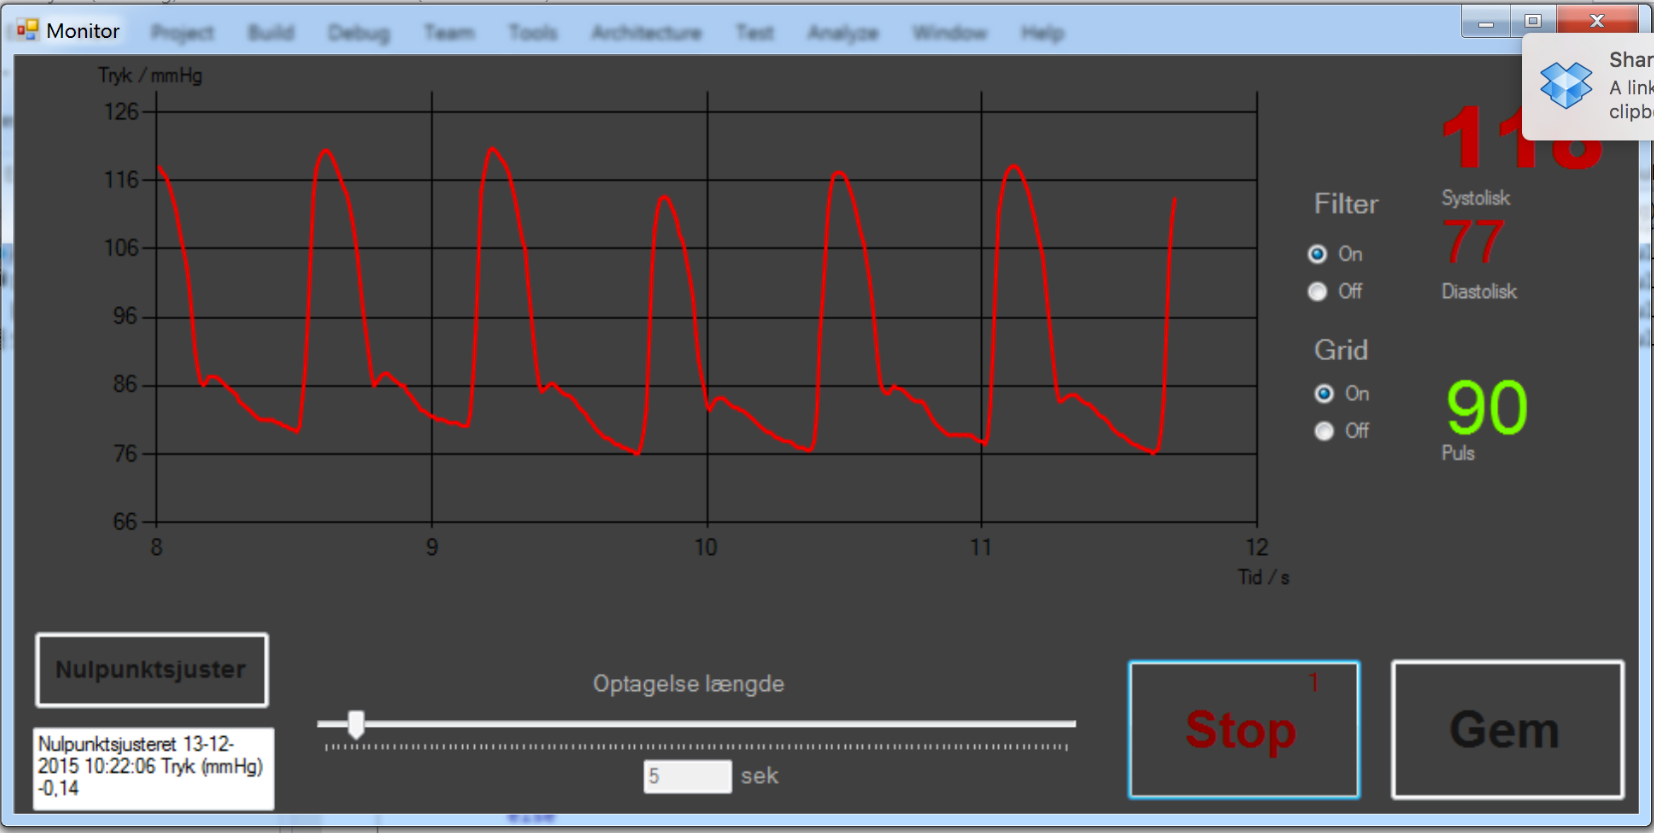 Monitor
Project Build Debug Team Tools Architecture Test Analyze Window Help
Shar
A link
clipb
Tryk / mmHg
126
116
106
96
86
76
66
8 9 10 11 12
Tid / s
118
Systolisk
77
Diastolisk
90
Puls
Filter
On
Off
Grid
On
Off
Nulpunktsjuster
Nulpunktsjusteret 13-12-
2015 10:22:06 Tryk (mmHg)
-0,14
Optagelse længde
5 sek
1
Stop
Gem
else